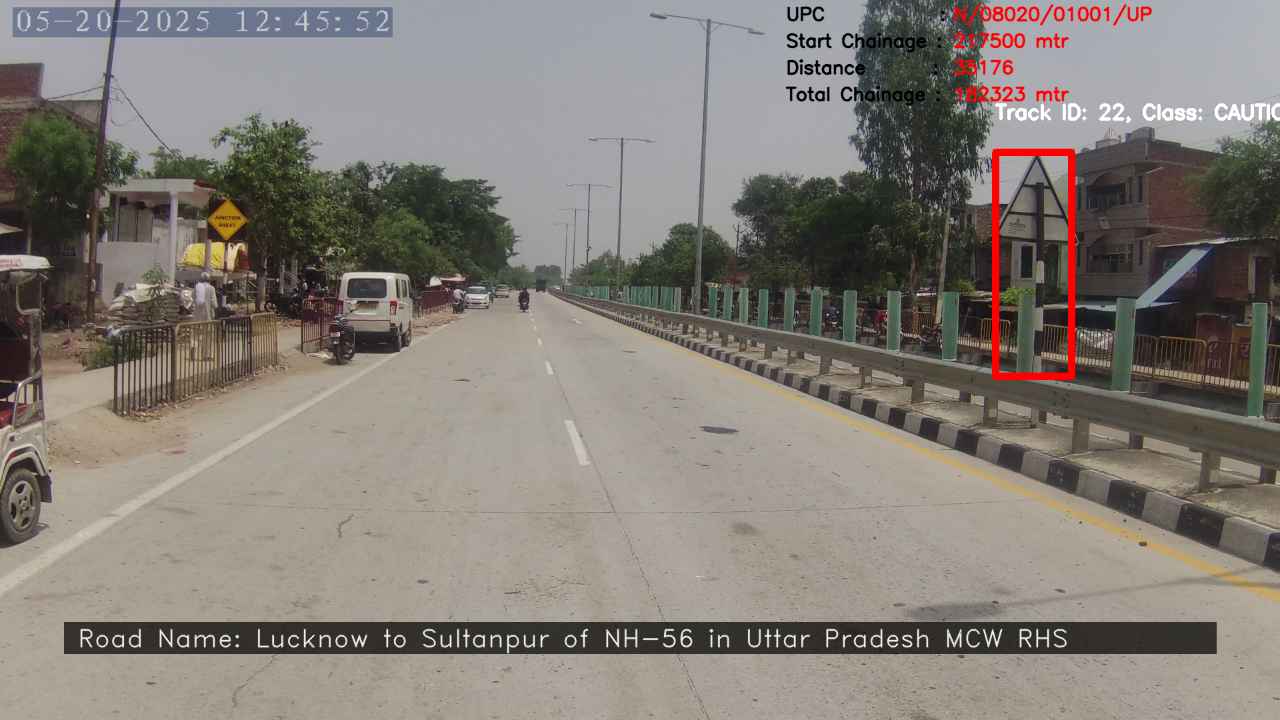 05-20-2025 12:45:52
UPC : N/08020/01001/UP
Start Chainage : 217500 mtr
Distance : 35176
Total Chainage : 182323 mtr
Track ID: 22, Class: CAUTIO
JUNCTION
AHEAD
Road Name: Lucknow to Sultanpur of NH-56 in Uttar Pradesh MCW RHS